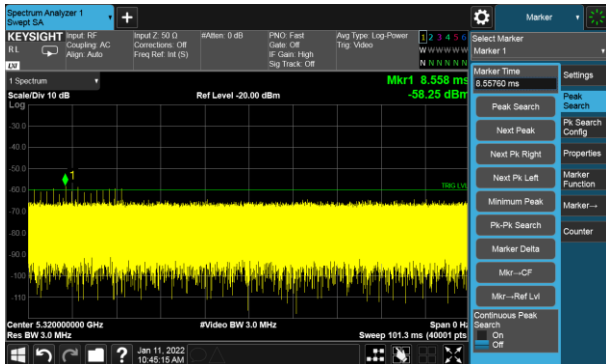 Spectrum Analyzer 1
Swept SA
+
Marker
KEYSIGHT Input: RF Input Z: 50 Ω #Atten: 0 dB PNO: Fast Avg Type: Log-Power 1 2 3 4 5 6
RL Coupling: AC Corrections: Off Gate: Off Trig: Video W W W W W W
Align: Auto Freq Ref: Int (S) IF Gain: High
Sig Track: Off N N N N N N
LXI
Select Marker
Marker 1
1 Spectrum
Mkr1 8.558 ms
Scale/Div 10 dB Ref Level -20.00 dBm -58.25 dBm
Log
-30.0
-40.0
-50.0
-60.0
-70.0
-80.0
-90.0
-100
-110
1
TRIG LVL
Center 5.320000000 GHz #Video BW 3.0 MHz Span 0 Hz
Res BW 3.0 MHz Sweep 101.3 ms (40001 pts)
Marker Time
8.55760 ms
Peak Search
Next Peak
Next Pk Right
Next Pk Left
Minimum Peak
Pk-Pk Search
Marker Delta
Mkr→CF
Mkr→Ref Lvl
Continuous Peak
Search
On
Off
Settings
Peak
Search
Pk Search
Config
Properties
Marker
Function
Marker→
Counter
?
Jan 11, 2022
10:45:15 AM